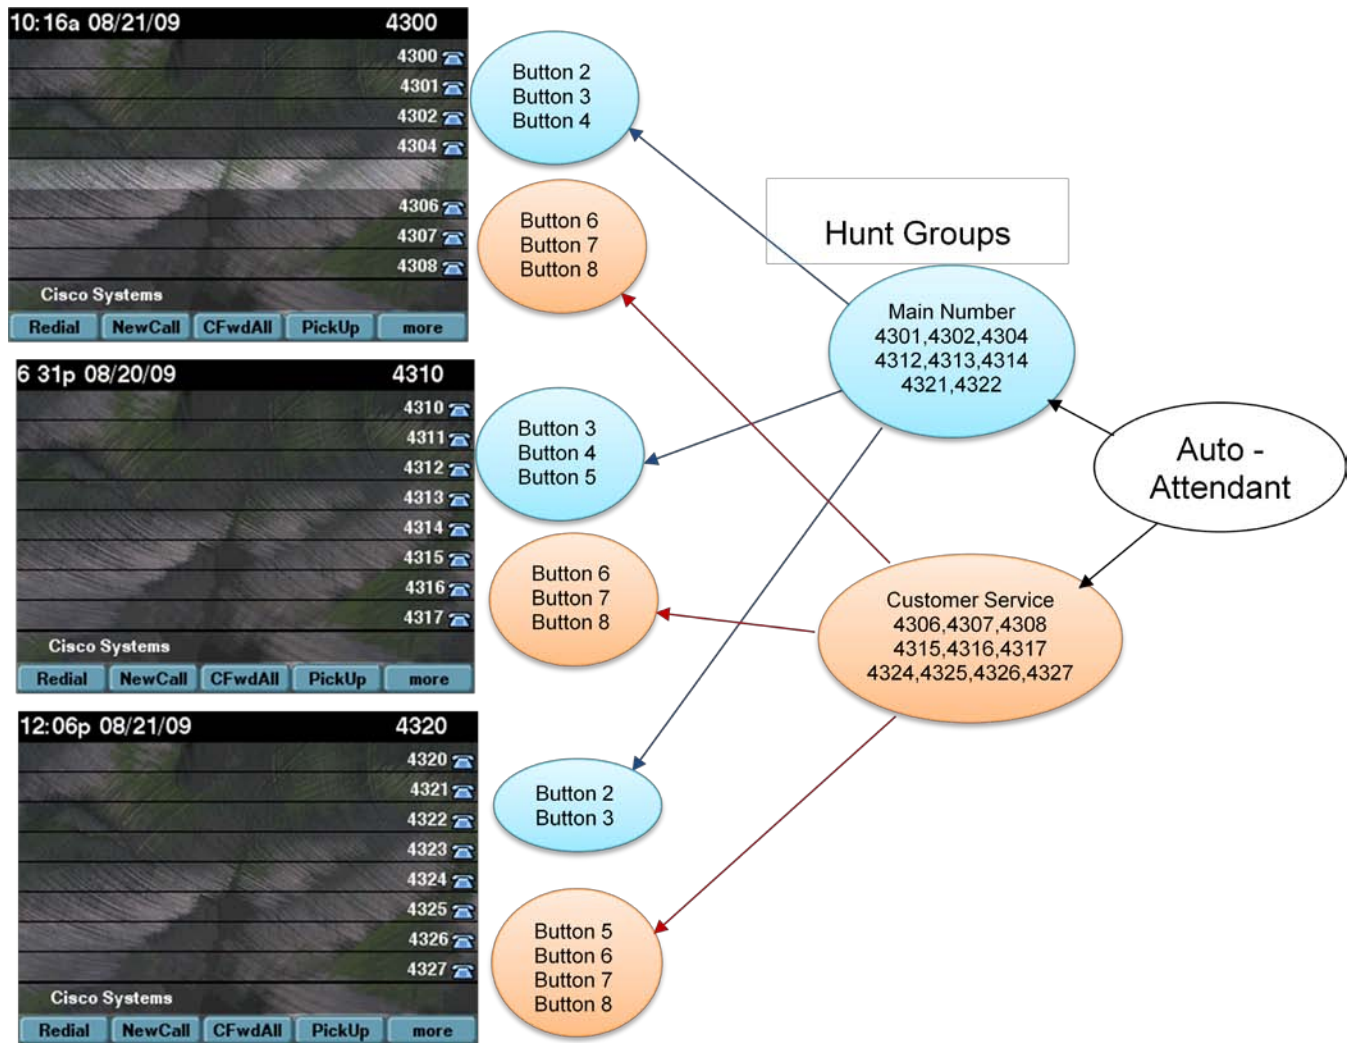 10:16a 08/21/09 4300
4300
4301
4302
4304
4306
4307
4308
Cisco Systems
Redial NewCall CFwdAll PickUp more
6 31p 08/20/09 4310
4310
4311
4312
4313
4314
4315
4316
4317
Cisco Systems
Redial NewCall CFwdAll PickUp more
12:06p 08/21/09 4320
4320
4321
4322
4323
4324
4325
4326
4327
Cisco Systems
Redial NewCall CFwdAll PickUp more
Button 2
Button 3
Button 4
Button 6
Button 7
Button 8
Button 3
Button 4
Button 5
Button 6
Button 7
Button 8
Button 2
Button 3
Button 5
Button 6
Button 7
Button 8
Hunt Groups
Main Number
4301,4302,4304
4312,4313,4314
4321,4322
Customer Service
4306,4307,4308
4315,4316,4317
4324,4325,4326,4327
Auto -
Attendant